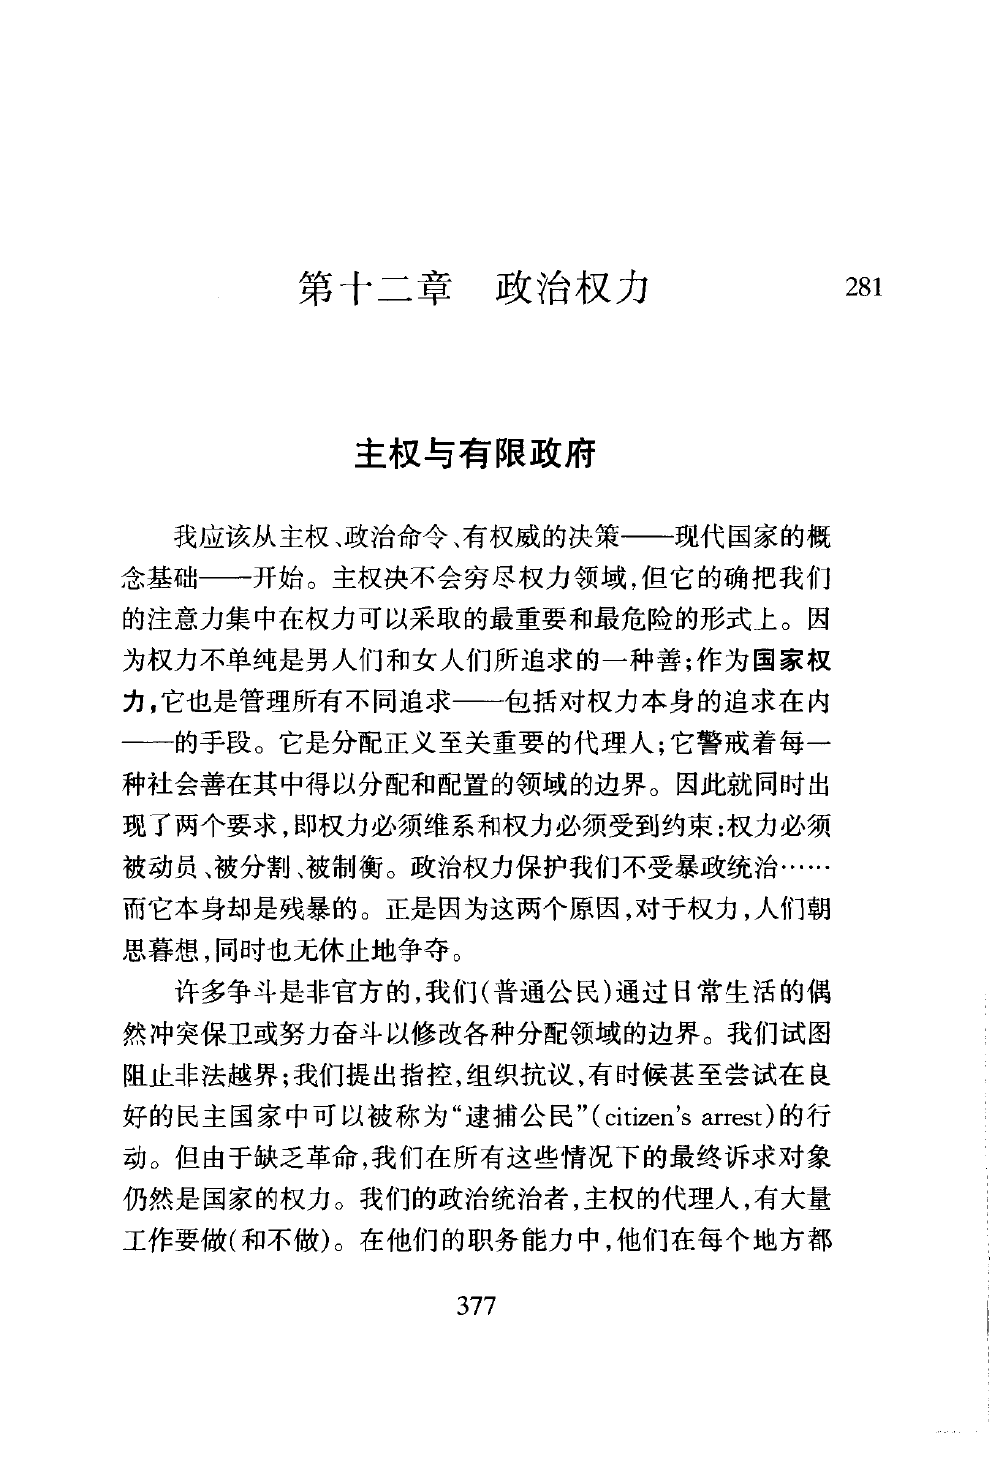 第十二章　政治权力　281
主权与有限政府
我应该从主权、政治命令、有权威的决策——现代国家的概
念基础——开始。主权决不会穷尽权力领域,但它的确把我们
的注意力集中在权力可以采取的最重要和最危险的形式上。因
为权力不单纯是男人们和女人们所追求的一种善;作为国家权
力,它也是管理所有不同追求——包括对权力本身的追求在内
——的手段。它是分配正义至关重要的代理人;它警戒着每一
种社会善在其中得以分配和配置的领域的边界。因此就同时出
现了两个要求,即权力必须维系和权力必须受到约束:权力必须
被动员、被分割、被制衡。政治权力保护我们不受暴政统治……
而它本身却是残暴的。正是因为这两个原因,对于权力,人们朝
思暮想,同时也无休止地争夺。
许多争斗是非官方的,我们(普通公民)通过日常生活的偶
然冲突保卫或努力奋斗以修改各种分配领域的边界。我们试图
阻止非法越界;我们提出指控,组织抗议,有时候甚至尝试在良
好的民主国家中可以被称为“逮捕公民”(citizen's arrest)的行
动。但由于缺乏革命,我们在所有这些情况下的最终诉求对象
仍然是国家的权力。我们的政治统治者,主权的代理人,有大量
工作要做(和不做)。在他们的职务能力中,他们在每个地方都
377